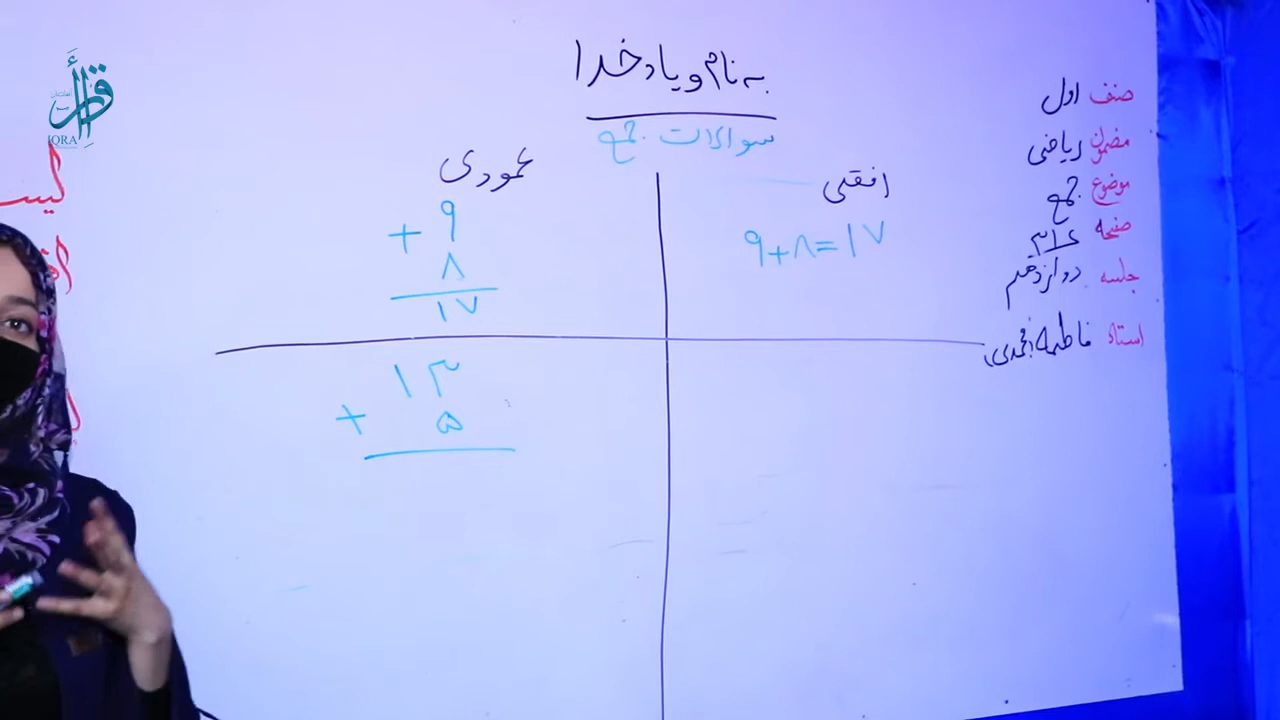 به نام و یاد خدا
سوالات جمع
صنف اول
مضمون ریاضی
موضوع جمع
صفحه
جلسه دوازدهم
استاد فاطمه احمدی
افقی
۹+۸=۱۷
عمودی
۹
+
۸
۱۷
۱۳
+
۵
IQRA